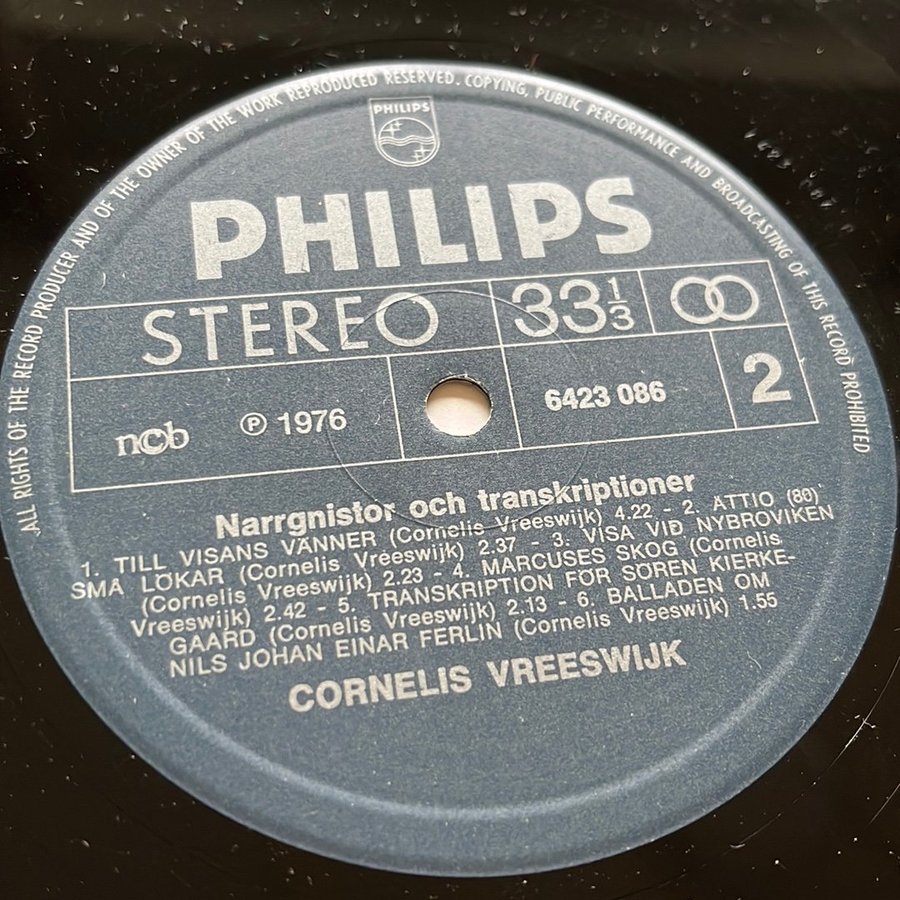 ALL RIGHTS OF THE RECORD PRODUCER AND OF THE OWNER OF THE WORK REPRODUCED RESERVED. COPYING, PUBLIC PERFORMANCE AND BROADCASTING OF THIS RECORD PROHIBITED
PHILIPS
PHILIPS
STEREO 33 1/3
ncb ℗ 1976 6423 086 2
Narrgnistor och transkriptioner
1. TILL VISANS VÄNNER (Cornelis Vreeswijk) 4.22 - 2. ÅTTIO (80)
SMÅ LÖKAR (Cornelis Vreeswijk) 2.37 - 3. VISA VID NYBROVIKEN
(Cornelis Vreeswijk) 2.23 - 4. MARCUSES SKOG (Cornelis
Vreeswijk) 2.42 - 5. TRANSKRIPTION FÖR SÖREN KIERKE-
GAARD (Cornelis Vreeswijk) 2.13 - 6. BALLADEN OM
NILS JOHAN EINAR FERLIN (Cornelis Vreeswijk) 1.55
CORNELIS VREESWIJK